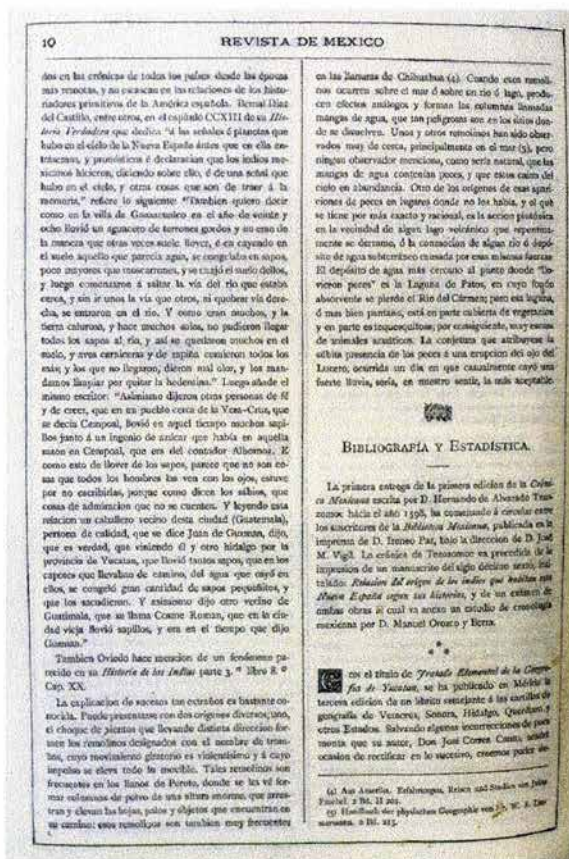 10
REVISTA DE MEXICO
dos en las crónicas de todos los países desde las épocas
más remotas, y no escasean en las relaciones de los histo-
riadores primitivos de la América española. Bernal Diaz
del Castillo, entre otros, en el capítulo CCXIII de su His-
toria Verdadera que dedica "á las señales é planetas que
hubo en el cielo de la Nueva España ántes que en ella en-
trásemos, y pronósticos é declaracion que los indios me-
xicanos hicieron, diciendo sobre ello, é de una señal que
hubo en el cielo, y otras cosas que son de traer á la
memoria," refiere lo siguiente: "Tambien quiero decir
como en la villa de en el año de veinte y
ocho llovió un aguacero de terrones gordos y no eran de
la manera que otras veces suele llover, é en cayendo en
el suelo aquello que parecía agua, se congelaba en sapos,
poco mayores que moscarrones, y se cuajó el suelo dellos,
y luego comenzaron á saltar la vía del rio que estaba
cerca, y sin ir unos la vía que otros, ni quebrar vía dere-
cha, se entraron en el rio. Y como eran muchos, y la
tierra calurosa, y hace muchos soles, no pudieron llegar
todos los sapos al rio, y así se quedaron muchos en el
suelo, y aves carniceras y de rapiña comieron todos los
más; y los que no llegaron, dieron mal olor, y los man-
damos limpiar por quitar la hedentina." Luego añade el
mismo escritor: "Asimismo dijeron otras personas de fé
y de creer, que en un pueblo cerca de la Vera-Cruz, que
se decía Cempoal, llovió en aquel tiempo muchos sapi-
llos junto á un ingenio de azúcar que había en aquella
sazon en Cempoal, que era del contador Albornoz. E
como esto de llover de los sapos, parece que no son co-
sas que todos los hombres las ven con los ojos, estuve
por no escribirlas, porque como dicen los sábios, que
cosas de admiracion que no se cuenten. Y leyendo esta
relacion un caballero vecino desta ciudad (Guatemala),
persona de calidad, que se dice Juan de Guzman, dijo,
que es verdad, que viniendo él y otro hidalgo por la
provincia de Yucatan, que llovió tantos sapos, que en los
capotes que llevaban de camino, del agua que cayó en
ellos, se congeló gran cantidad de sapos pequeñitos, y
que los sacudieron. Y asimismo dijo otro vecino de
Guatimala, que se llama Cosme Roman, que en la ciu-
dad vieja llovió sapillos, y era en el tiempo que dijo
Guzman."
Tambien Oviedo hace mencion de un fenómeno pa-
recido en su Historia de las Indias parte 3. ª libro 8. º
Cap. XX.
La explicacion de sucesos tan extraños es bastante co-
nocida. Puede presentarse con dos orígenes diversos; uno,
el choque de vientos que llevando distinta direccion for-
man los remolinos designados con el nombre de trom-
bas, cuyo movimiento giratorio es violentísimo y á cuyo
impulso se eleva todo lo movible. Tales remolinos son
frecuentes en los llanos de Perote, donde se les vé for-
mar columnas de polvo de una altura enorme, que arras-
tran y elevan las hojas, palos y objetos que encuentran en
su camino; esos remolinos son tambien muy frecuentes
en las llanuras de Chihuahua (4). Cuando esos remoli-
nos ocurren sobre el mar ó sobre un rio ó lago, produ-
cen efectos análogos y forman las columnas llamadas
mangas de agua, que tan peligrosas son en los sitios don-
de se disuelven. Unos y otros remolinos han sido obser-
vados muy de cerca, principalmente en el mar (5), pero
ningun observador menciona, como sería natural, que las
mangas de agua contenían peces, y que estos caían del
cielo en abundancia. Otro de los orígenes de esas apari-
ciones de peces en lugares donde no los había, y el que
se tiene por más exacto y racional, es la accion plutónica
en la vecindad de algun lago volcánico que repentina-
mente se derrame, ó la conmocion de algun rio ó depó-
sito de agua subterráneo causada por esas mismas fuerzas.
El depósito de agua más cercano al punto donde "llo-
vieron peces" es la Laguna de Patos, en cuyo fondo
absorvente se pierde el Rio del Cármen; pero esa laguna,
ó mas bien pantano, está en parte cubierta de vegetacion
y en parte es tequesquitosa; por consiguiente, muy escasa
de animales acuáticos. La conjetura que atribuyese la
súbita presencia de los peces á una erupcion del ojo del
Lucero, ocurrida un dia en que casualmente cayó una
fuerte lluvia, sería, en nuestro sentir, la más aceptable.
BIBLIOGRAFÍA Y ESTADÍSTICA.
La primera entrega de la primera edicion de la Cróni-
ca Mexicana escrita por D. Hernando de Alvarado Tezo-
zomoc hácia el año 1598, ha comenzado á circular entre
los suscritores de la Biblioteca Mexicana, publicada en la
imprenta de D. Ireneo Paz, bajo la direccion de D. José
M. Vigil. La crónica de Tezozomoc va precedida de la
impresion de un manuscrito del siglo décimo sexto, inti-
tulado: Relacion del orígen de los indios que habitan esta
Nueva España segun sus historias, y de un exámen de
ambas obras al cual va anexo un estudio de cronología
mexicana por D. Manuel Orozco y Berra.
* * *
Con el título de Tratado Elemental de la Geogra-
fía de Yucatan, se ha publicado en Mérida la
tercera edicion de un librito semejante á las cartillas de
geografía de Veracruz, Sonora, Hidalgo, Querétaro y
otros Estados. Salvando algunas incorrecciones de poca
monta que su autor, Don José Correa tendrá
ocasion de rectificar en lo sucesivo, creemos poder
(4) Aus Amerika. Erfahrungen, Reisen und Studien von Julius
Froebel. 2 Bd. II 202.
(5) Handbuch der physischen Geographie von W. F.
2 Bd. 215.